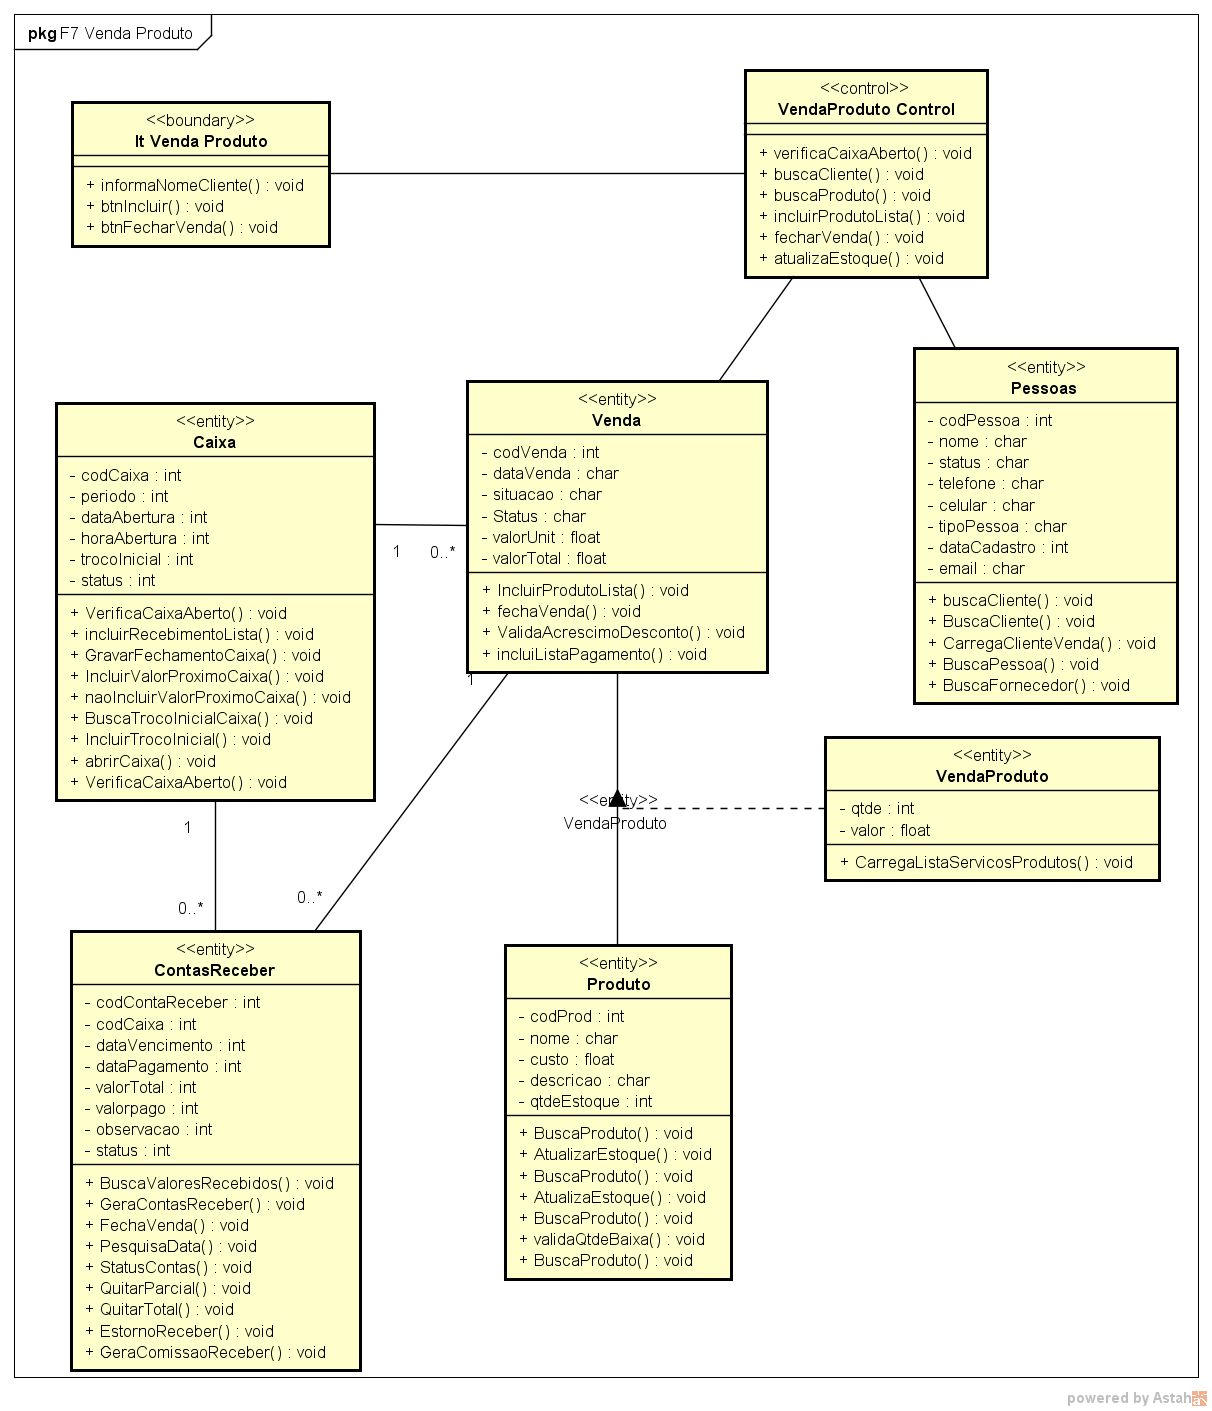 pkg F7 Venda Produto
<<boundary>>
It Venda Produto
+ informaNomeCliente() : void
+ btnIncluir() : void
+ btnFecharVenda() : void
<<control>>
VendaProduto Control
+ verificaCaixaAberto() : void
+ buscaCliente() : void
+ buscaProduto() : void
+ incluirProdutoLista() : void
+ fecharVenda() : void
+ atualizaEstoque() : void
<<entity>>
Pessoas
- codPessoa : int
- nome : char
- status : char
- telefone : char
- celular : char
- tipoPessoa : char
- dataCadastro : int
- email : char
+ buscaCliente() : void
+ BuscaCliente() : void
+ CarregaClienteVenda() : void
+ BuscaPessoa() : void
+ BuscaFornecedor() : void
<<entity>>
Venda
- codVenda : int
- dataVenda : char
- situacao : char
- Status : char
- valorUnit : float
- valorTotal : float
+ IncluirProdutoLista() : void
+ fechaVenda() : void
+ ValidaAcrescimoDesconto() : void
+ incluiListaPagamento() : void
<<entity>>
Caixa
- codCaixa : int
- periodo : int
- dataAbertura : int
- horaAbertura : int
- trocoInicial : int
- status : int
+ VerificaCaixaAberto() : void
+ incluirRecebimentoLista() : void
+ GravarFechamentoCaixa() : void
+ IncluirValorProximoCaixa() : void
+ naoIncluirValorProximoCaixa() : void
+ BuscaTrocoInicialCaixa() : void
+ IncluirTrocoInicial() : void
+ abrirCaixa() : void
+ VerificaCaixaAberto() : void
1
0..*
1
0..*
1
0..*
<<entity>>
VendaProduto
<<entity>>
VendaProduto
- qtde : int
- valor : float
+ CarregaListaServicosProdutos() : void
<<entity>>
ContasReceber
- codContaReceber : int
- codCaixa : int
- dataVencimento : int
- dataPagamento : int
- valorTotal : int
- valorpago : int
- observacao : int
- status : int
+ BuscaValoresRecebidos() : void
+ GeraContasReceber() : void
+ FechaVenda() : void
+ PesquisaData() : void
+ StatusContas() : void
+ QuitarParcial() : void
+ QuitarTotal() : void
+ EstornoReceber() : void
+ GeraComissaoReceber() : void
<<entity>>
Produto
- codProd : int
- nome : char
- custo : float
- descricao : char
- qtdeEstoque : int
+ BuscaProduto() : void
+ AtualizarEstoque() : void
+ BuscaProduto() : void
+ AtualizaEstoque() : void
+ BuscaProduto() : void
+ validaQtdeBaixa() : void
+ BuscaProduto() : void
powered by Astah